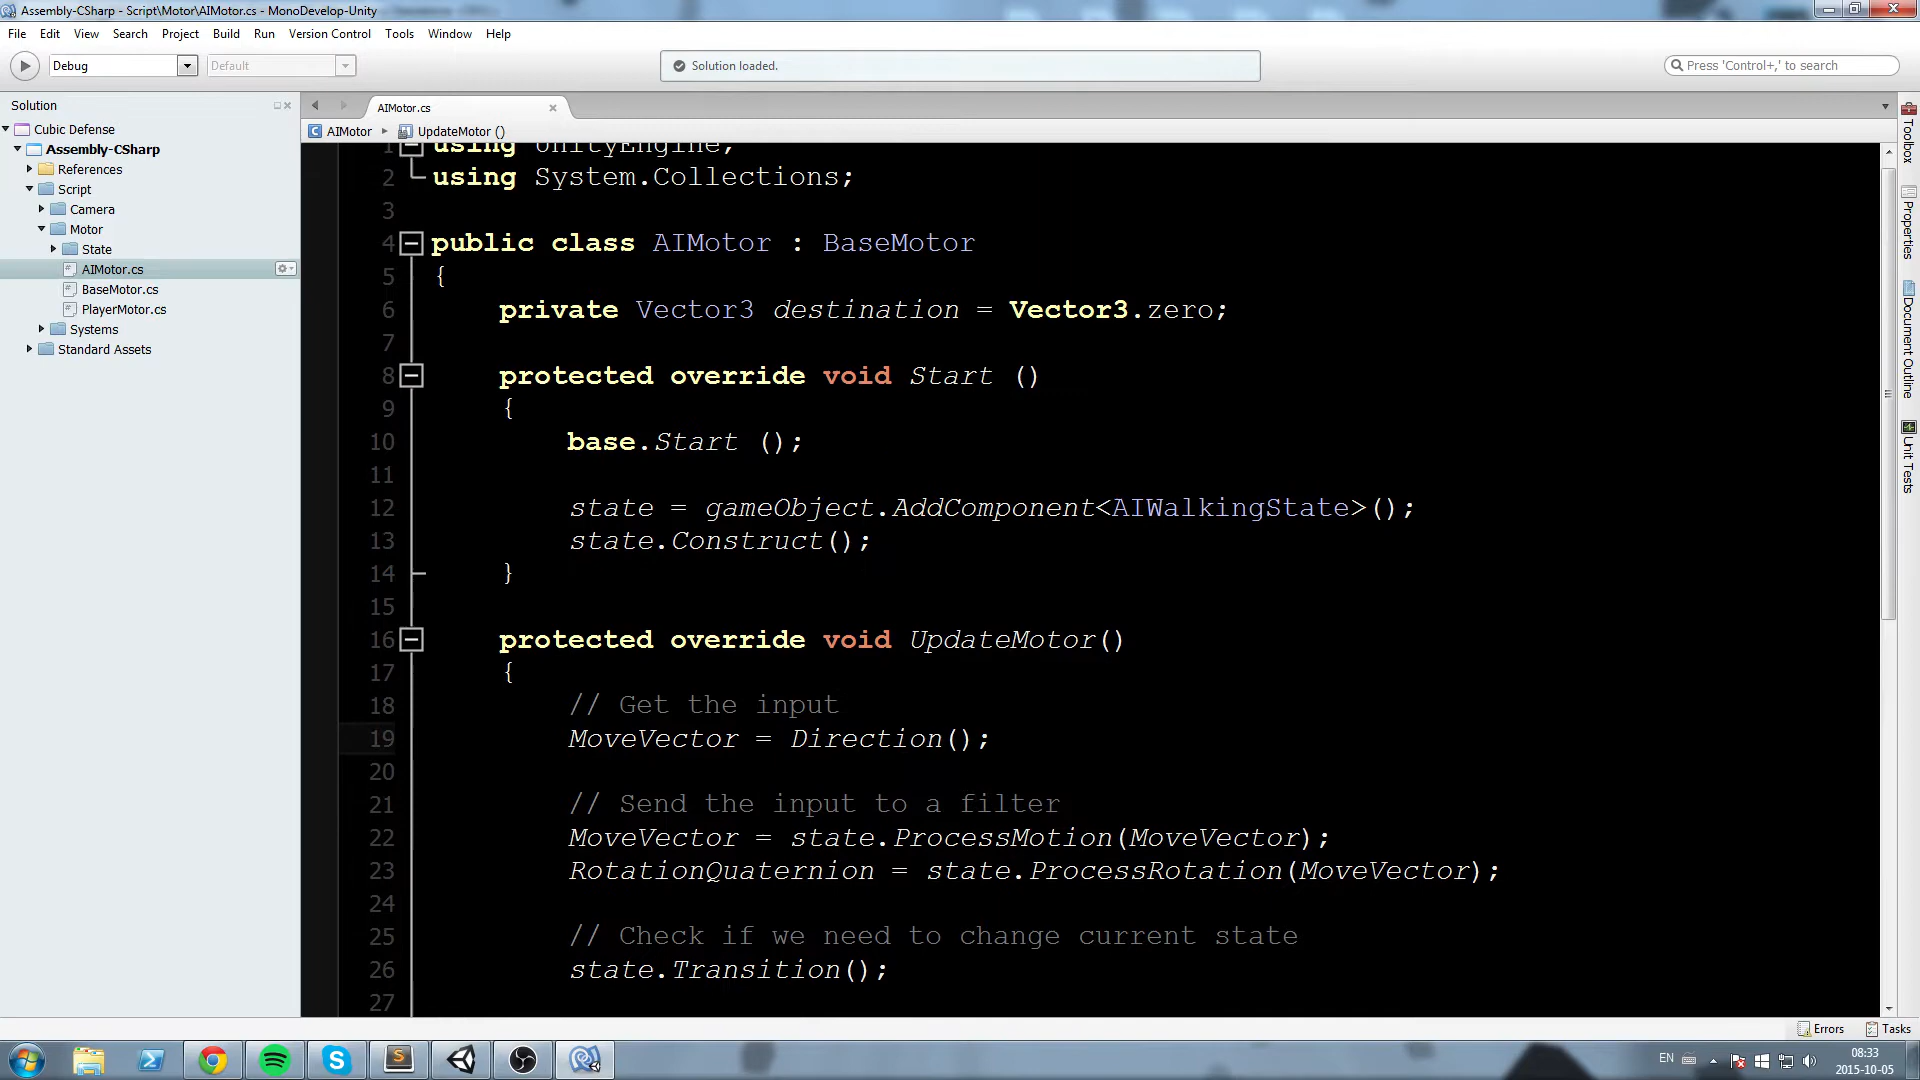 Assembly-CSharp - Script\Motor\AIMotor.cs - MonoDevelop-Unity
File Edit View Search Project Build Run Version Control Tools Window Help
Debug Default Solution loaded. Press 'Control+,' to search
Solution
Cubic Defense
Assembly-CSharp
References
Script
Camera
Motor
State
AIMotor.cs
BaseMotor.cs
PlayerMotor.cs
Systems
Standard Assets
AIMotor.cs
AIMotor UpdateMotor ()
1 using UnityEngine;
2 using System.Collections;
3
4 public class AIMotor : BaseMotor
5 {
6 private Vector3 destination = Vector3.zero;
7
8 protected override void Start ()
9 {
10 base.Start ();
11
12 state = gameObject.AddComponent<AIWalkingState>();
13 state.Construct();
14 }
15
16 protected override void UpdateMotor()
17 {
18 // Get the input
19 MoveVector = Direction();
20
21 // Send the input to a filter
22 MoveVector = state.ProcessMotion(MoveVector);
23 RotationQuaternion = state.ProcessRotation(MoveVector);
24
25 // Check if we need to change current state
26 state.Transition();
27
Toolbox
Properties
Document Outline
Unit Tests
Errors Tasks
EN
08:33
2015-10-05